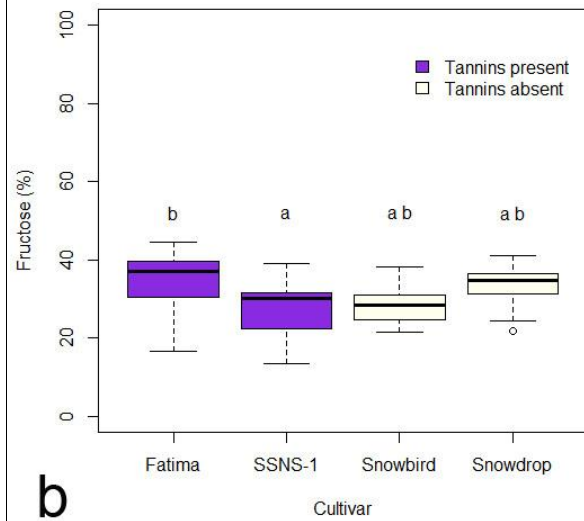 100
80
60
40
20
0
Fructose (%)
Tannins present
Tannins absent
b a a b a b
Fatima SSNS-1 Snowbird Snowdrop
Cultivar
b